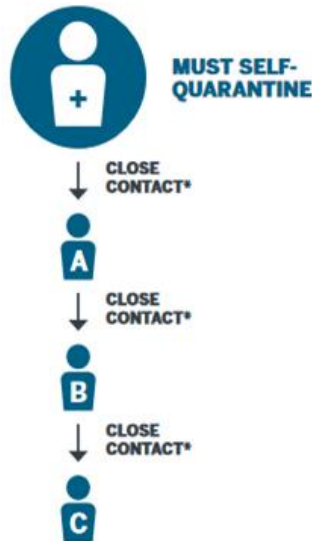 MUST SELF-
QUARANTINE
+
CLOSE
CONTACT*
A
CLOSE
CONTACT*
B
CLOSE
CONTACT*
C